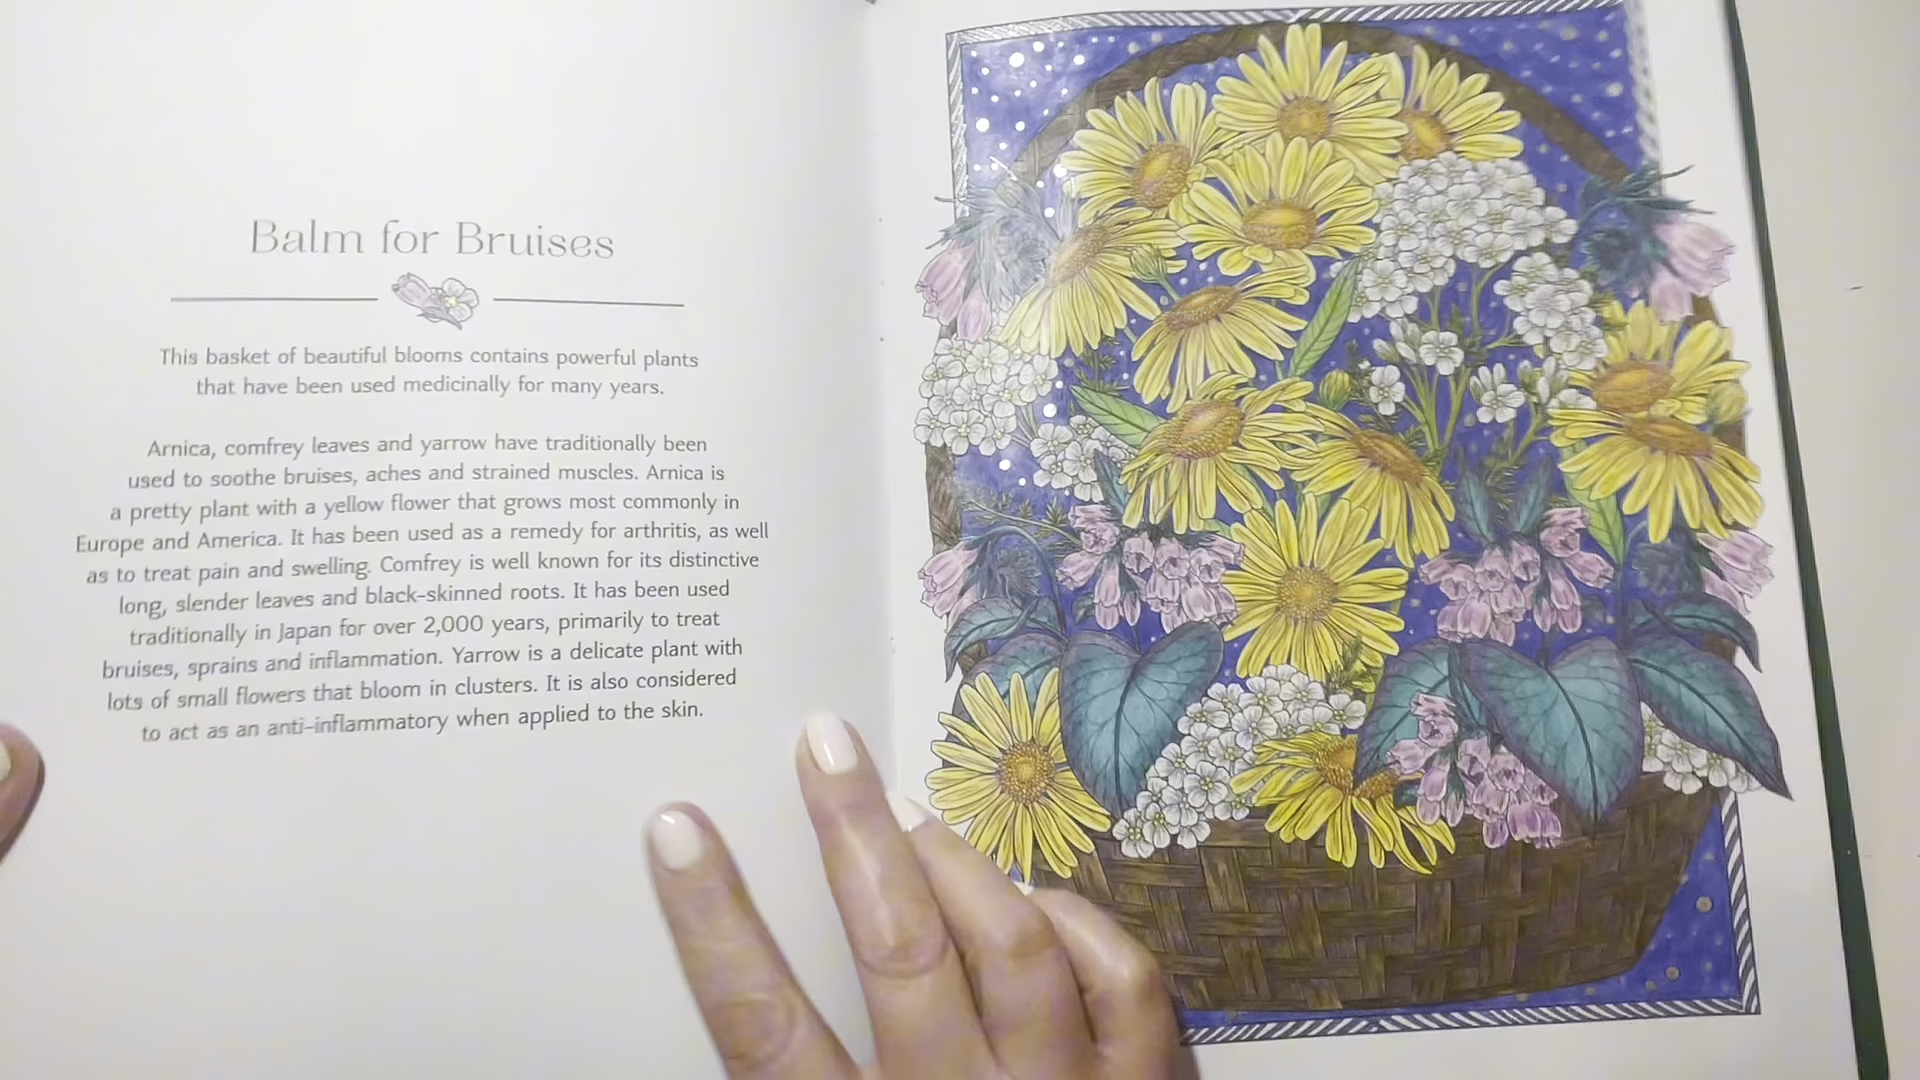 Balm for Bruises
This basket of beautiful blooms contains powerful plants
that have been used medicinally for many years.
Arnica, comfrey leaves and yarrow have traditionally been
used to soothe bruises, aches and strained muscles. Arnica is
a pretty plant with a yellow flower that grows most commonly in
Europe and America. It has been used as a remedy for arthritis, as well
as to treat pain and swelling. Comfrey is well known for its distinctive
long, slender leaves and black-skinned roots. It has been used
traditionally in Japan for over 2,000 years, primarily to treat
bruises, sprains and inflammation. Yarrow is a delicate plant with
lots of small flowers that bloom in clusters. It is also considered
to act as an anti-inflammatory when applied to the skin.